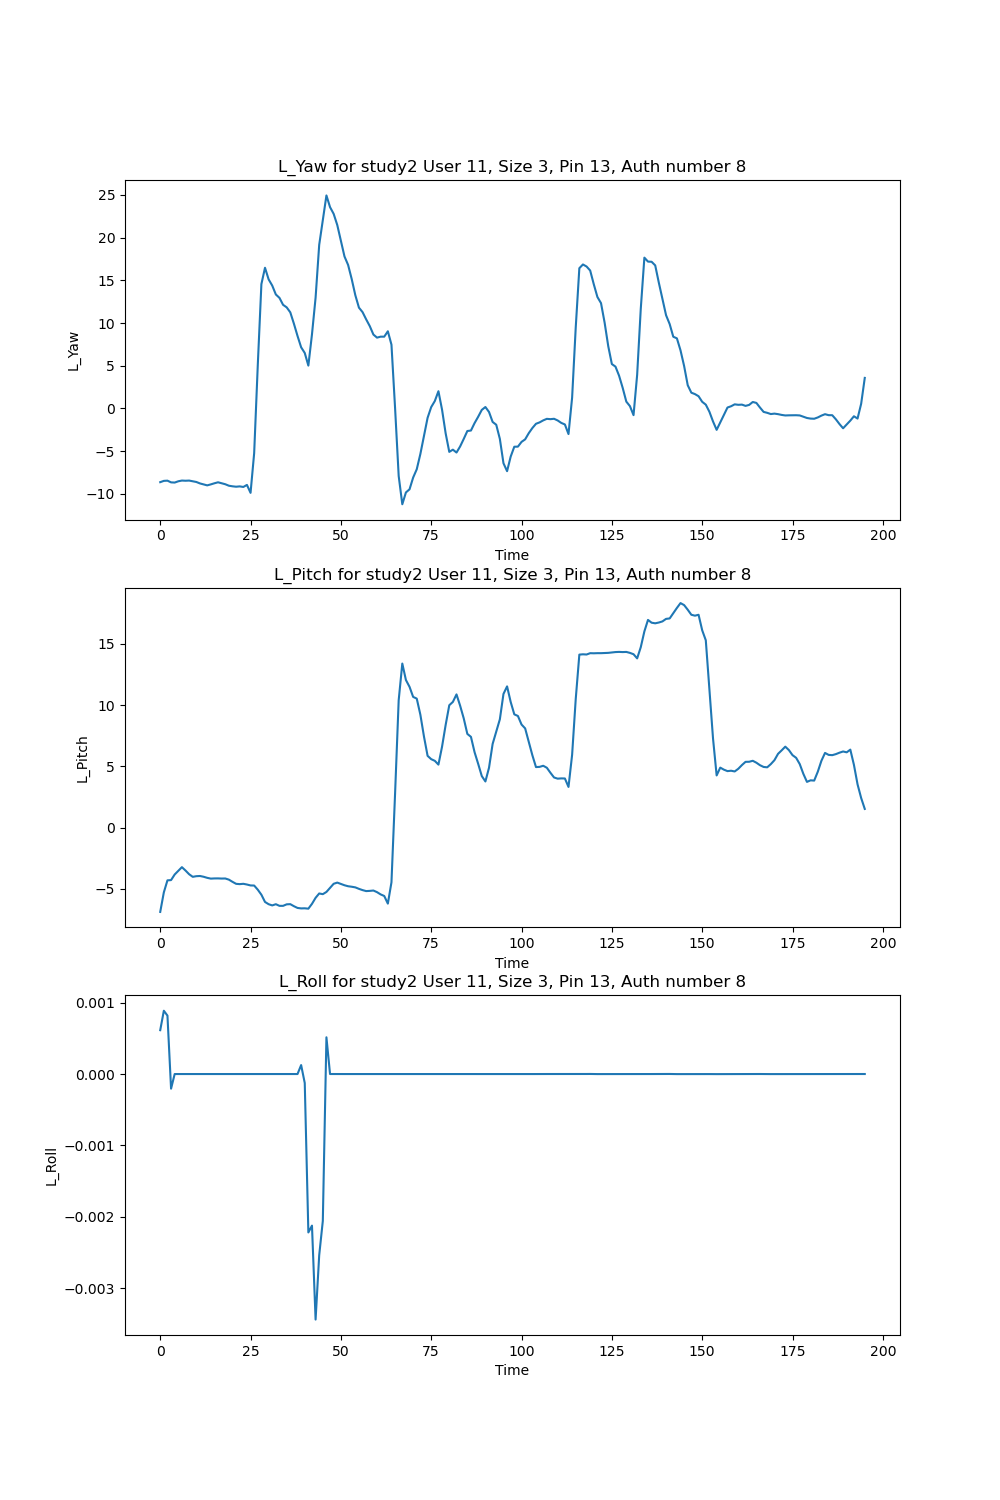 L_Yaw for study2 User 11, Size 3, Pin 13, Auth number 8
25
20
15
10
5
0
−5
−10
L_Yaw
0 25 50 75 100 125 150 175 200
Time
L_Pitch for study2 User 11, Size 3, Pin 13, Auth number 8
15
10
5
0
−5
L_Pitch
0 25 50 75 100 125 150 175 200
Time
L_Roll for study2 User 11, Size 3, Pin 13, Auth number 8
0.001
0.000
−0.001
−0.002
−0.003
L_Roll
0 25 50 75 100 125 150 175 200
Time